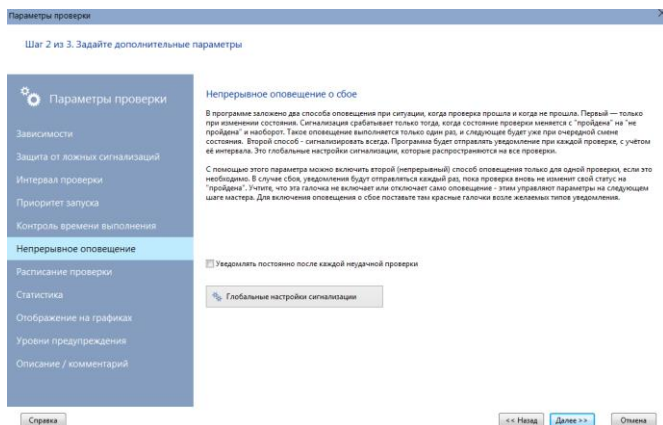 Параметры проверки
Шаг 2 из 3. Задайте дополнительные параметры
Параметры проверки
Зависимости
Защита от ложных сигнализаций
Интервал проверки
Приоритет запуска
Контроль времени выполнения
Непрерывное оповещение
Расписание проверки
Статистика
Отображение на графиках
Уровни предупреждения
Описание / комментарий
Непрерывное оповещение о сбое
В программе заложено два способа оповещения при ситуации, когда проверка прошла и когда не прошла. Первый — только
при изменении состояния. Сигнализация срабатывает только тогда, когда состояние проверки меняется с "пройдена" на "не
пройдена" и наоборот. Такое оповещение выполняется только один раз, и следующее будет уже при очередной смене
состояния. Второй способ - сигнализировать всегда. Программа будет отправлять уведомление при каждой проверке, с учётом
её интервала. Это глобальные настройки сигнализации, которые распространяются на все проверки.
С помощью этого параметра можно включить второй (непрерывный) способ оповещения только для одной проверки, если это
необходимо. В случае сбоя, уведомления будут отправляться каждый раз, пока проверка вновь не изменит свой статус на
"пройдена". Учтите, что эта галочка не включает или отключает само оповещение - этим управляют параметры на следующем
шаге мастера. Для включения оповещения о сбое поставьте там красные галочки возле желаемых типов уведомления.
Уведомлять постоянно после каждой неудачной проверки
Глобальные настройки сигнализации
Справка
<< Назад
Далее >>
Отмена